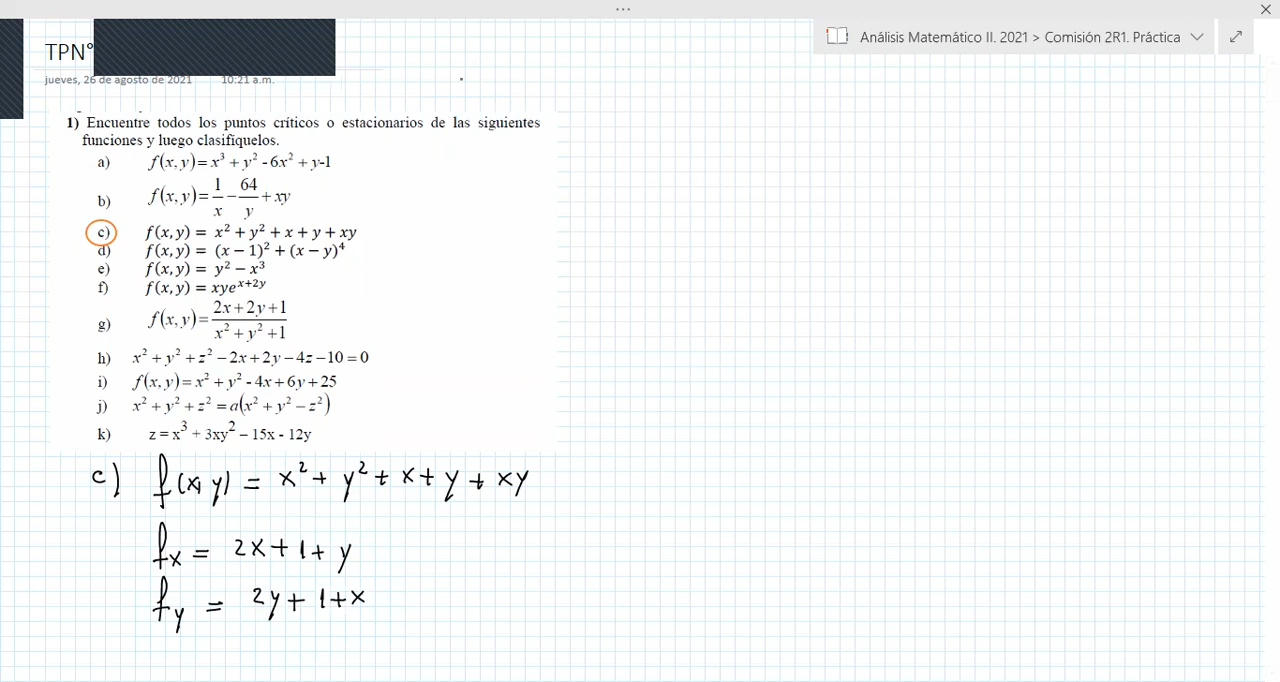 ...
Análisis Matemático II. 2021 > Comisión 2R1. Práctica
TPN°
jueves, 26 de agosto de 2021 10:21 a.m.
1) Encuentre todos los puntos críticos o estacionarios de las siguientes
funciones y luego clasifiquelos.
a) f(x,y)=x³+y²-6x²+y-1
b) f(x,y)=1/x−64/y+xy
c) f(x,y) = x² + y² + x + y + xy
d) f(x,y) = (x − 1)² + (x − y)⁴
e) f(x,y) = y² − x³
f) f(x,y) = xye^(x+2y)
g) f(x,y)=(2x+2y+1)/(x²+y²+1)
h) x²+y²+z²−2x+2y−4z−10=0
i) f(x,y)=x²+y²-4x+6y+25
j) x²+y²+z²=a(x²+y²−z²)
k) z=x³+3xy²−15x-12y
c) f(x,y) = x² + y² + x + y + xy
fx = 2x + 1 + y
fy = 2y + 1 + x